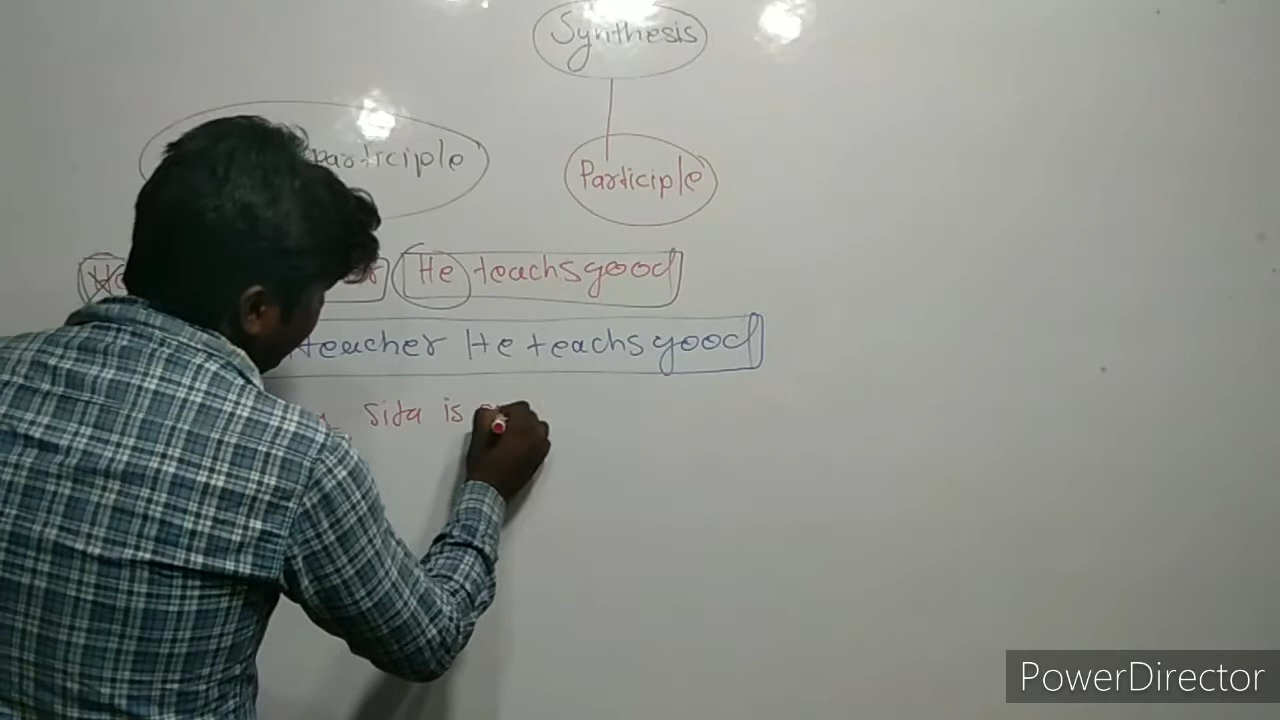 Synthesis
participle
Participle
He teachs good
teacher He teachs good
Sita is
PowerDirector